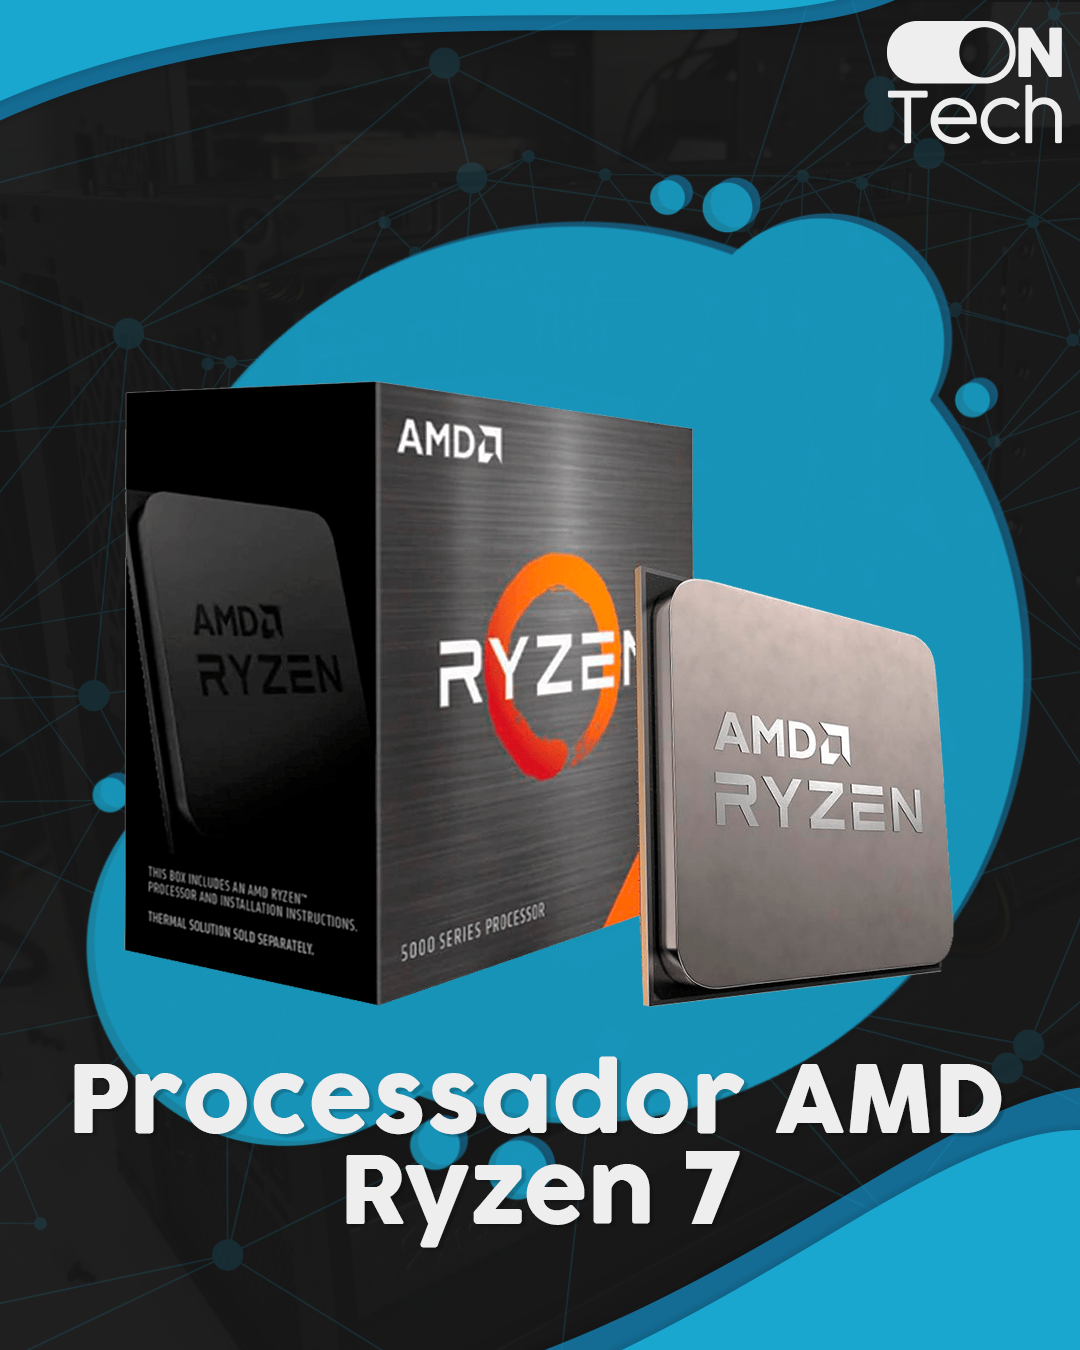 ON
Tech
AMD
RYZEN
AMD
RYZEN
THIS BOX INCLUDES AN AMD RYZEN™
PROCESSOR AND INSTALLATION INSTRUCTIONS.
THERMAL SOLUTION SOLD SEPARATELY.
5000 SERIES PROCESSOR
AMD
RYZEN
Processador AMD
Ryzen 7